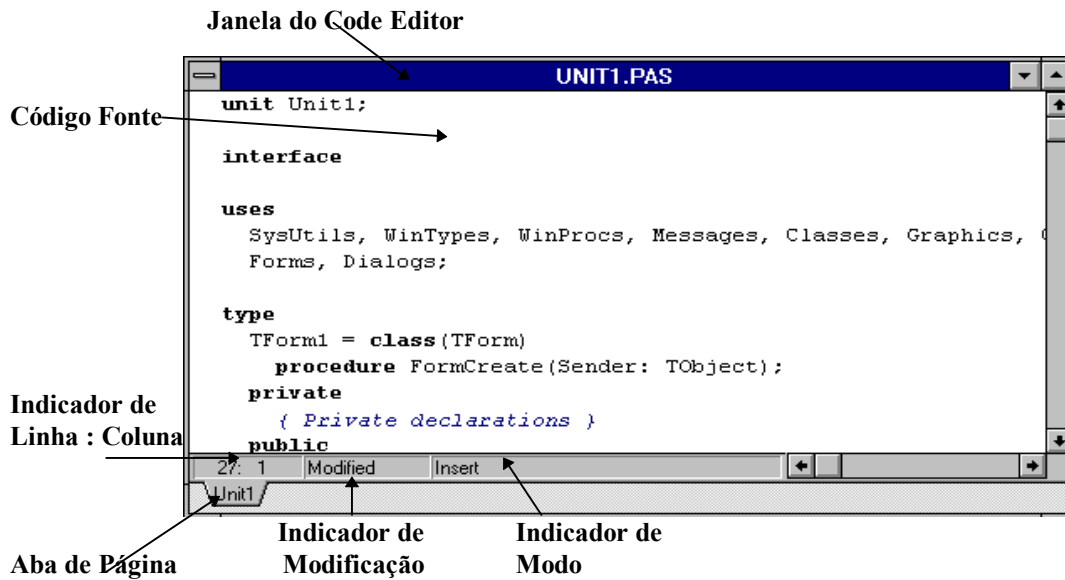 Janela do Code Editor
UNIT1.PAS
unit Unit1;
Código Fonte
interface
uses
SysUtils, WinTypes, WinProcs, Messages, Classes, Graphics,
Forms, Dialogs;
type
TForm1 = class(TForm)
procedure FormCreate(Sender: TObject);
private
{ Private declarations }
public
Indicador de
Linha : Coluna
27: 1 Modified Insert
Unit1
Indicador de
Modificação
Indicador de
Modo
Aba de Página